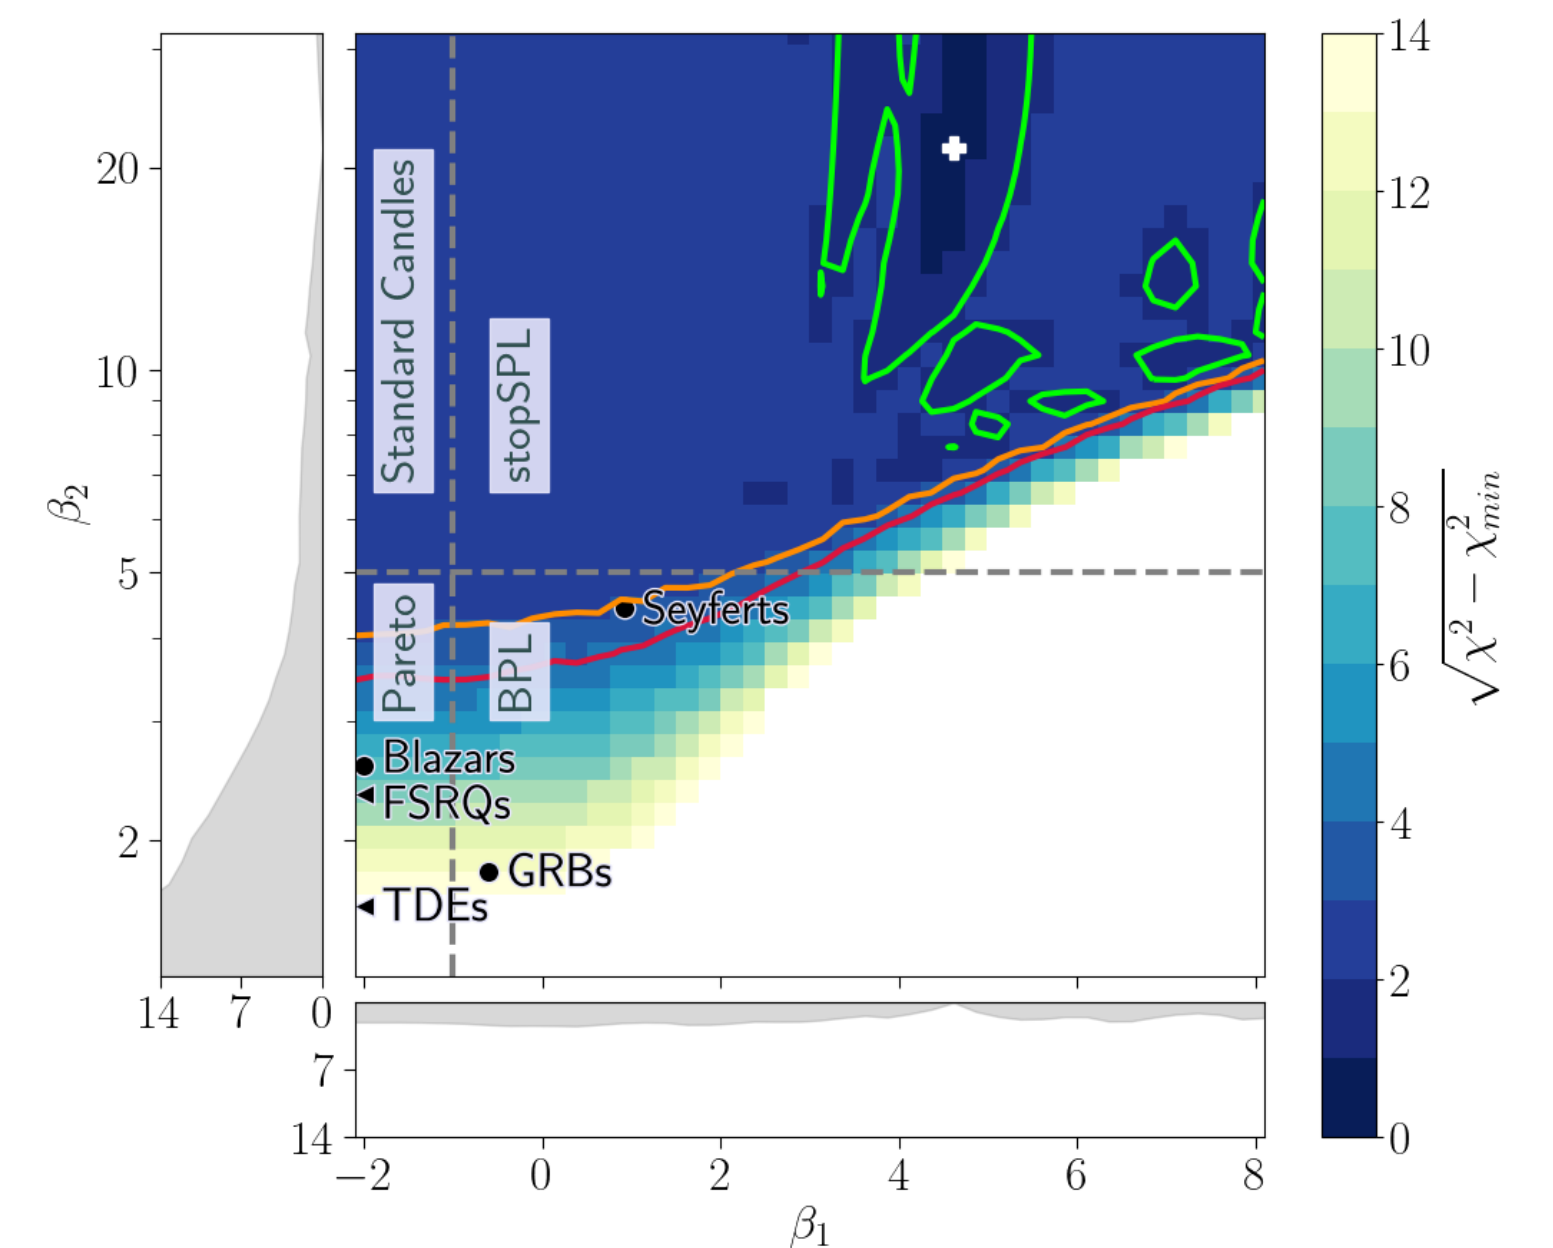 20
10
5
2
β₂
14 7 0
Standard Candles
stopSPL
Pareto
BPL
Seyferts
Blazars
FSRQs
GRBs
TDEs
7
14
−2 0 2 4 6 8
β₁
14
12
10
8
6
4
2
0
√χ² − χ²min